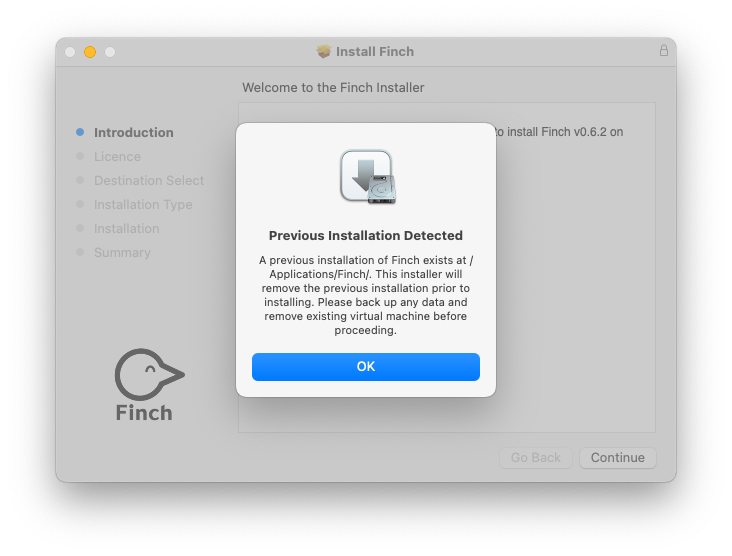 Install Finch
Welcome to the Finch Installer
to install Finch v0.6.2 on
Introduction
Licence
Destination Select
Installation Type
Installation
Summary
Previous Installation Detected
A previous installation of Finch exists at /
Applications/Finch/. This installer will
remove the previous installation prior to
installing. Please back up any data and
remove existing virtual machine before
proceeding.
OK
Finch
Go Back
Continue